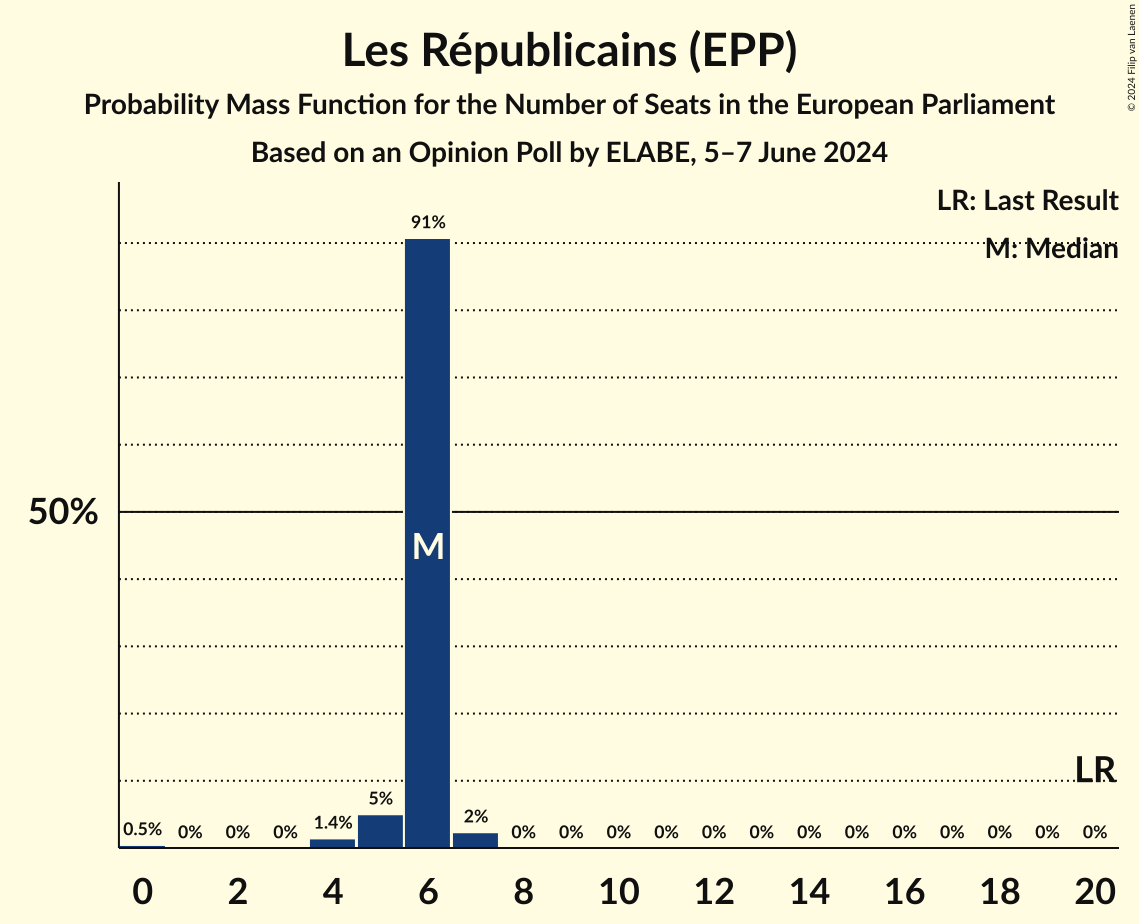 Les Républicains (EPP)
Probability Mass Function for the Number of Seats in the European Parliament
Based on an Opinion Poll by ELABE, 5–7 June 2024
© 2024 Filip van Laenen
LR: Last Result
M: Median
91%
50%
M
LR
0.5% 0% 0% 0% 1.4% 5% 2% 0% 0% 0% 0% 0% 0% 0% 0% 0% 0% 0% 0% 0%
0 2 4 6 8 10 12 14 16 18 20